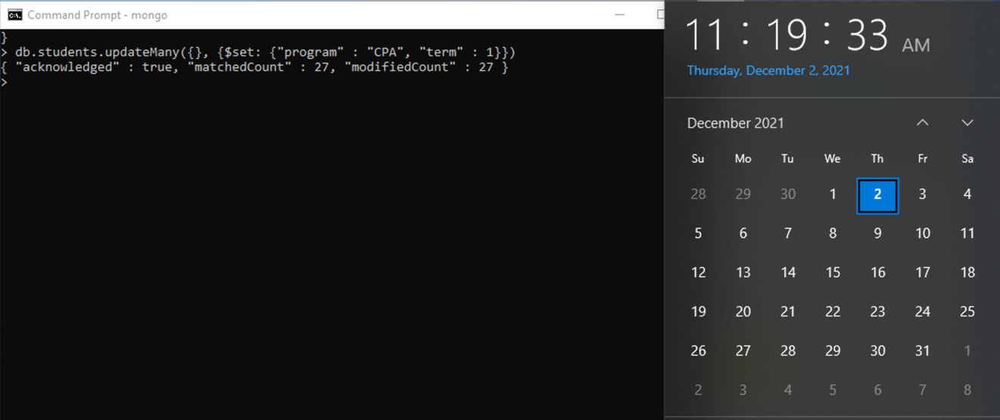 Command Prompt - mongo
}
> db.students.updateMany({}, {$set: {"program" : "CPA", "term" : 1}})
{ "acknowledged" : true, "matchedCount" : 27, "modifiedCount" : 27 }
>
11 : 19 : 33 AM
Thursday, December 2, 2021
December 2021
Su Mo Tu We Th Fr Sa
28 29 30 1 2 3 4
5 6 7 8 9 10 11
12 13 14 15 16 17 18
19 20 21 22 23 24 25
26 27 28 29 30 31 1
2 3 4 5 6 7 8